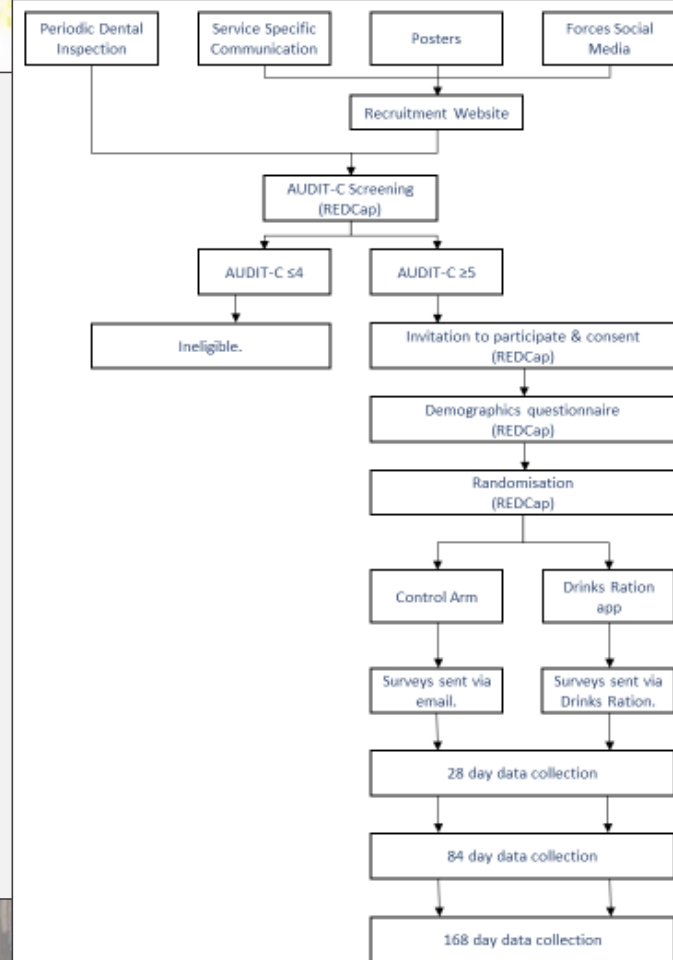 Periodic Dental
Inspection
Service Specific
Communication
Posters
Forces Social
Media
Recruitment Website
AUDIT-C Screening
(REDCap)
AUDIT-C ≤4
AUDIT-C ≥5
Ineligible.
Invitation to participate & consent
(REDCap)
Demographics questionnaire
(REDCap)
Randomisation
(REDCap)
Control Arm
Drinks Ration
app
Surveys sent via
email.
Surveys sent via
Drinks Ration.
28 day data collection
84 day data collection
168 day data collection